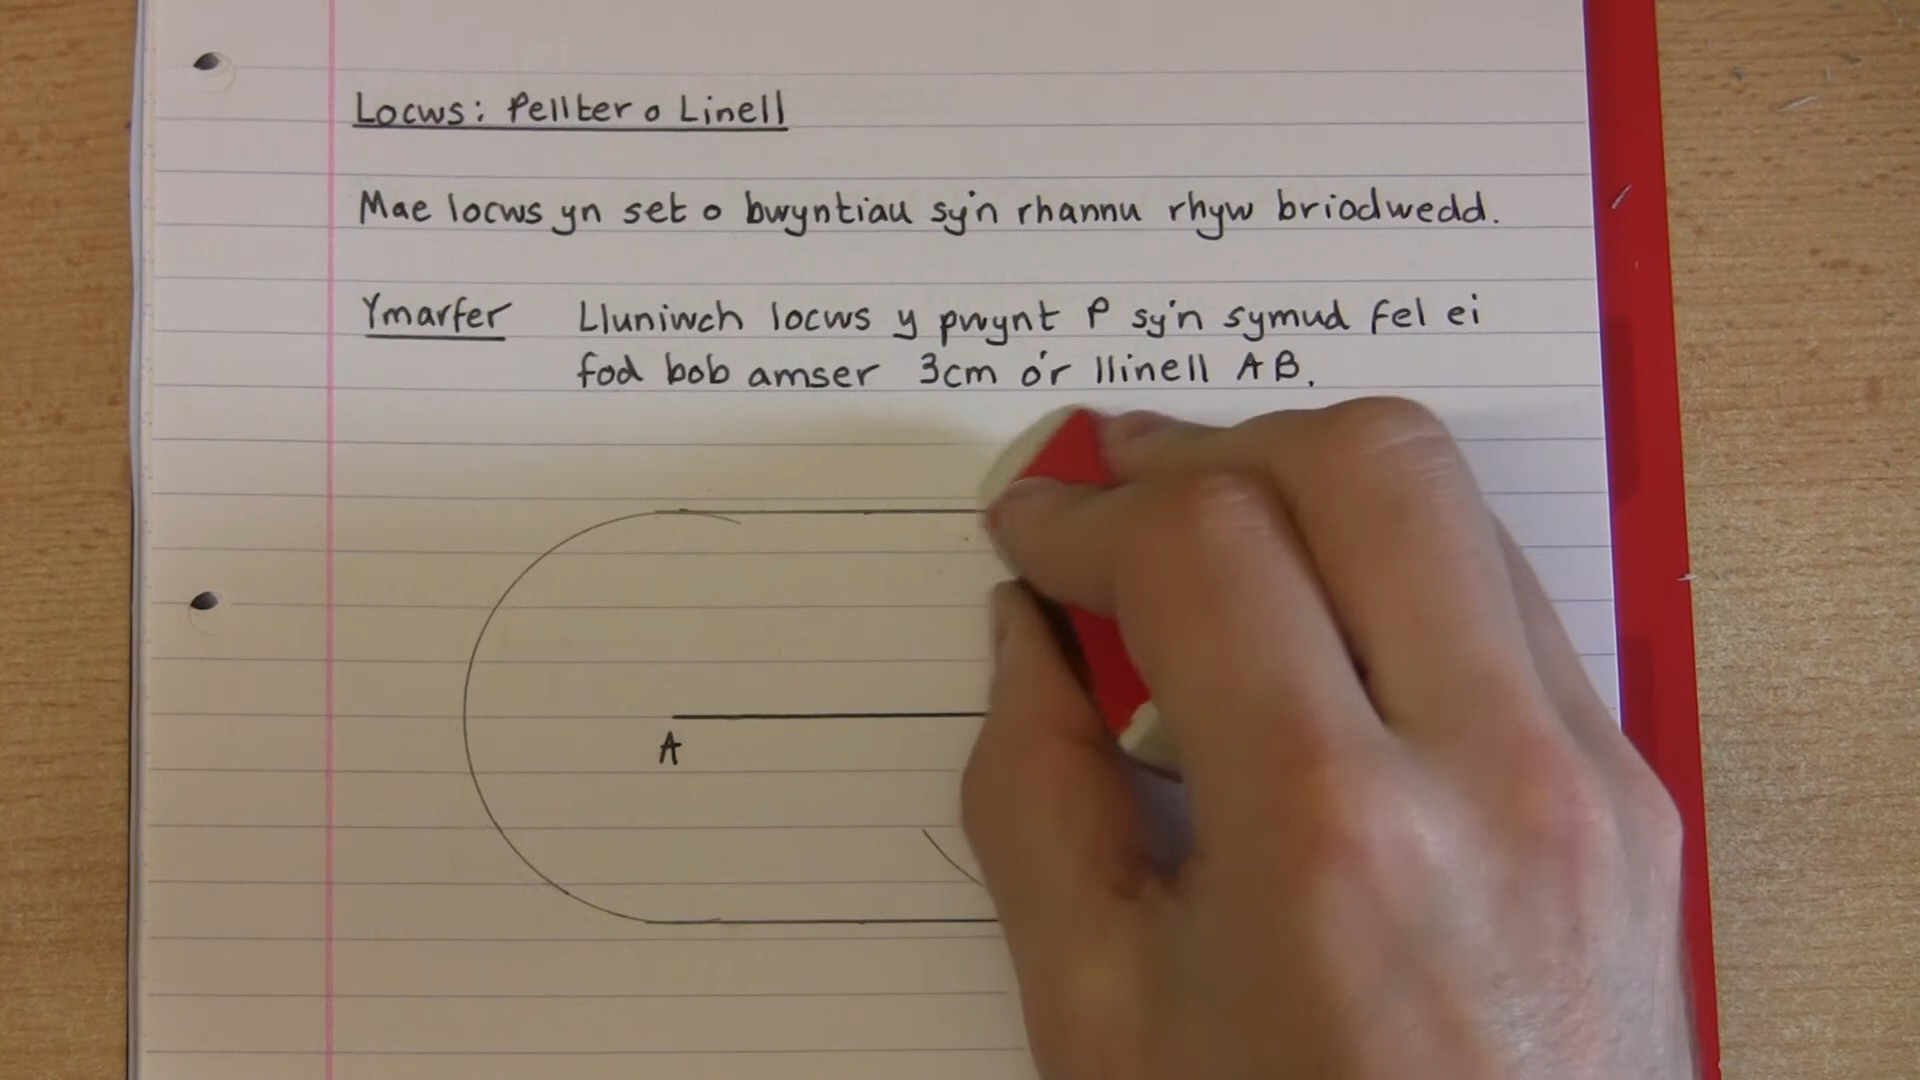 Locws: Pellter o Linell
Mae locws yn set o bwyntiau sy'n rhannu rhyw briodwedd.
Ymarfer Lluniwch locws y pwynt P sy'n symud fel ei
fod bob amser 3cm o'r llinell AB.
A